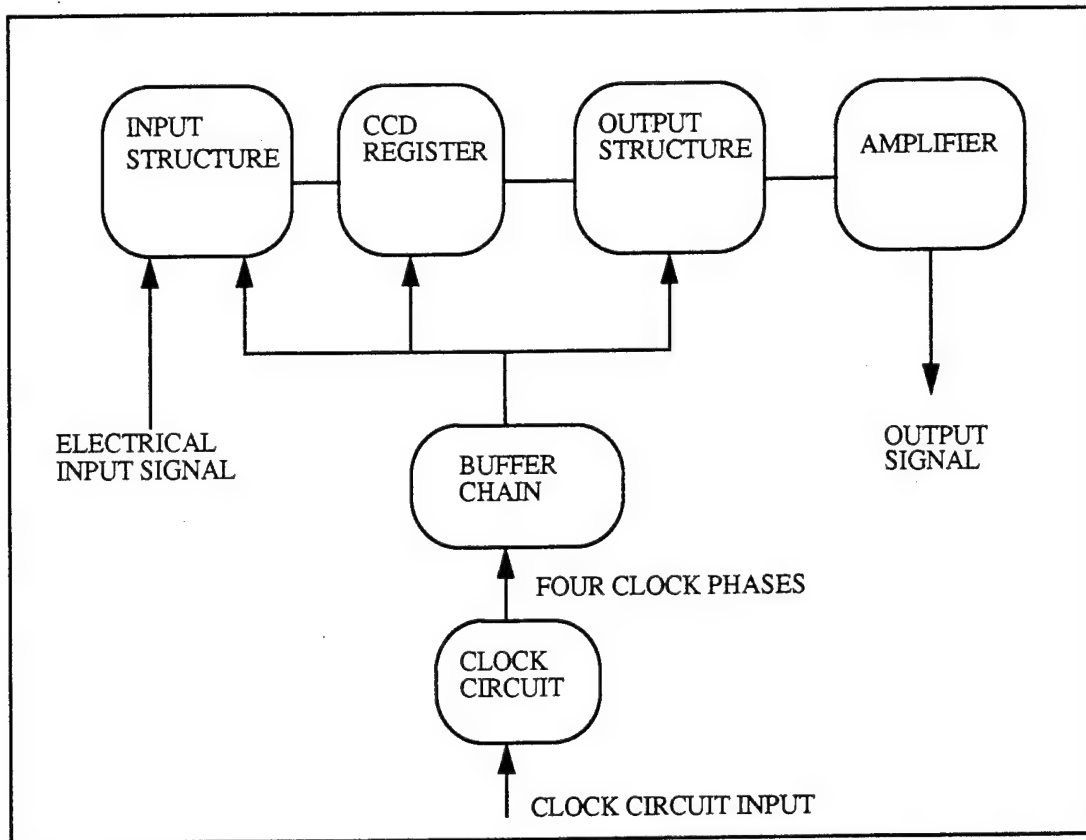 INPUT
STRUCTURE
CCD
REGISTER
OUTPUT
STRUCTURE
AMPLIFIER
ELECTRICAL
INPUT SIGNAL
BUFFER
CHAIN
OUTPUT
SIGNAL
FOUR CLOCK PHASES
CLOCK
CIRCUIT
CLOCK CIRCUIT INPUT